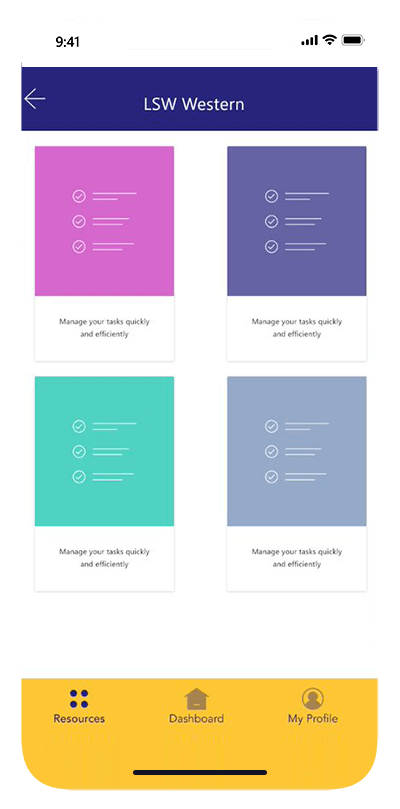 9:41
LSW Western
Manage your tasks quickly
and efficiently
Manage your tasks quickly
and efficiently
Manage your tasks quickly
and efficiently
Manage your tasks quickly
and efficiently
Resources
Dashboard
My Profile